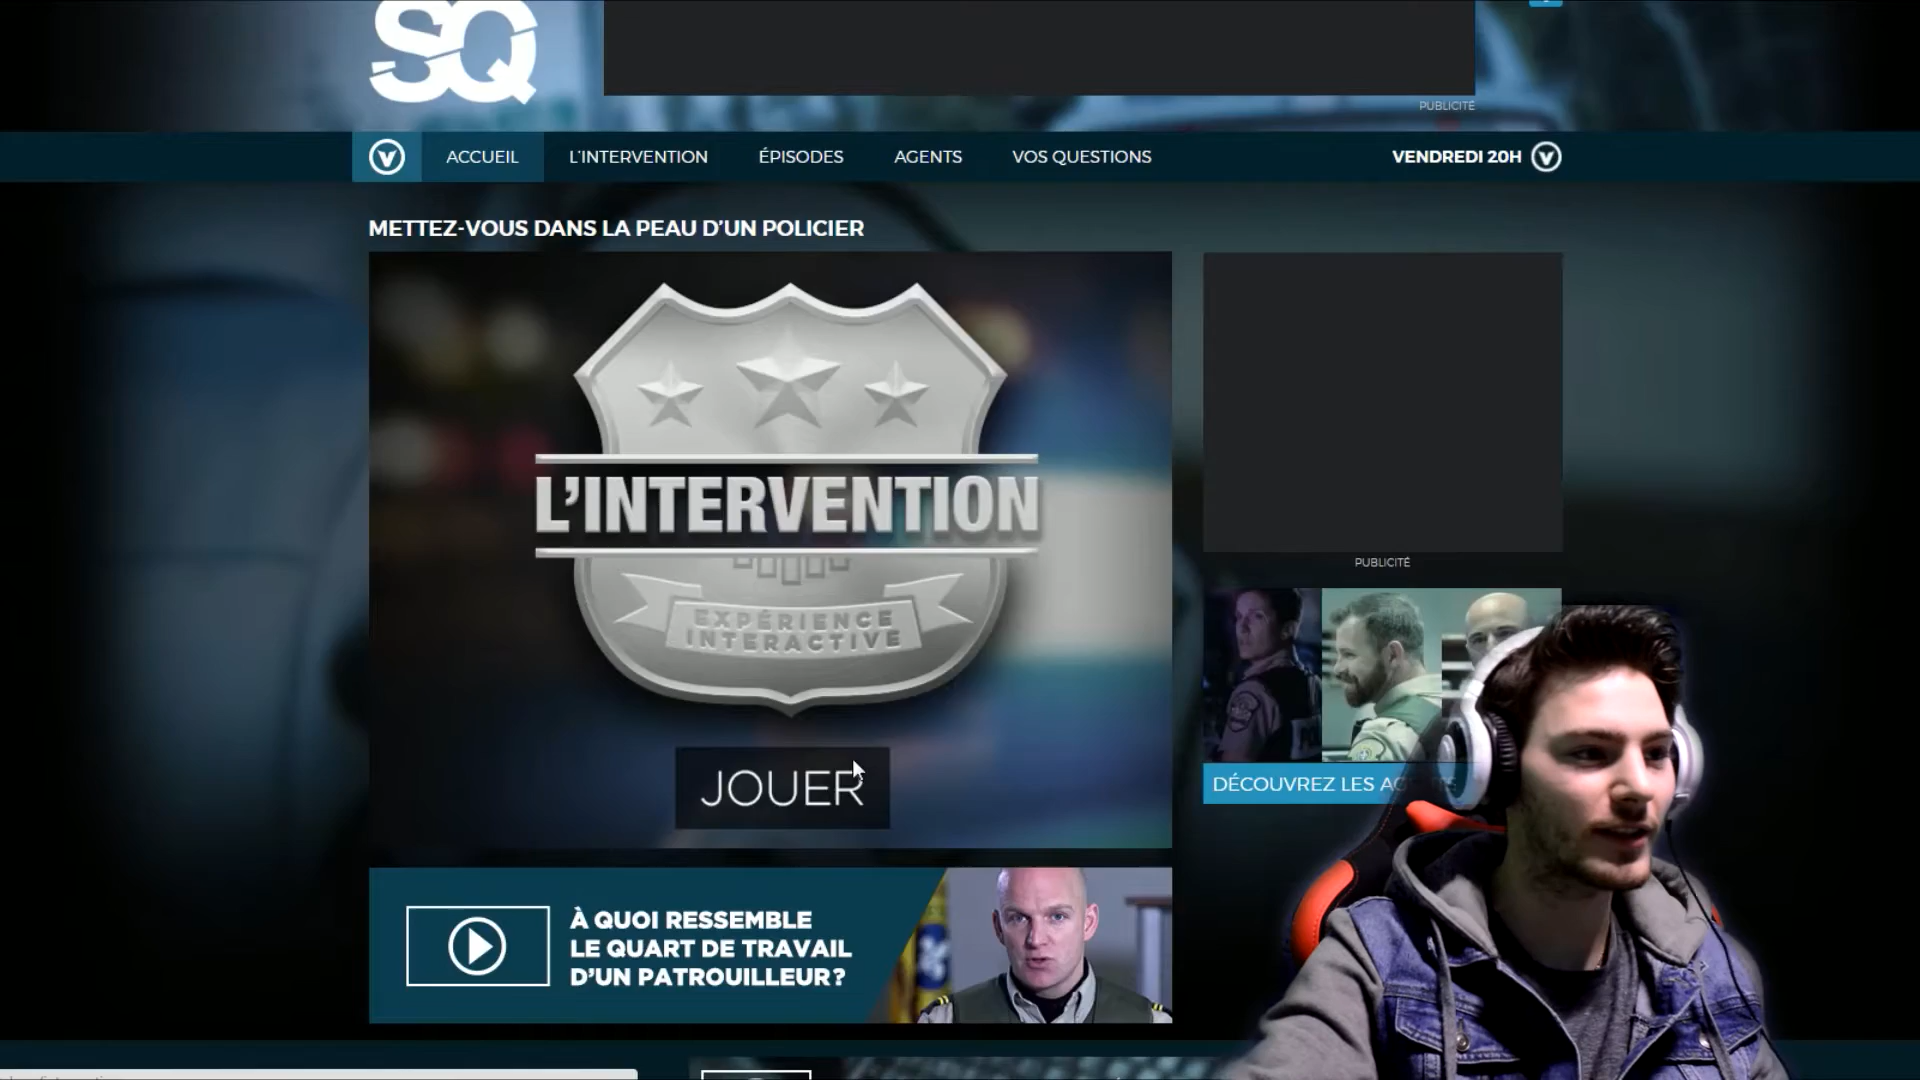 SQ
PUBLICITÉ
ACCUEIL
L'INTERVENTION
ÉPISODES
AGENTS
VOS QUESTIONS
VENDREDI 20H
METTEZ-VOUS DANS LA PEAU D'UN POLICIER
L'INTERVENTION
EXPÉRIENCE
INTERACTIVE
JOUER
PUBLICITÉ
DÉCOUVREZ LES
À QUOI RESSEMBLE
LE QUART DE TRAVAIL
D'UN PATROUILLEUR?